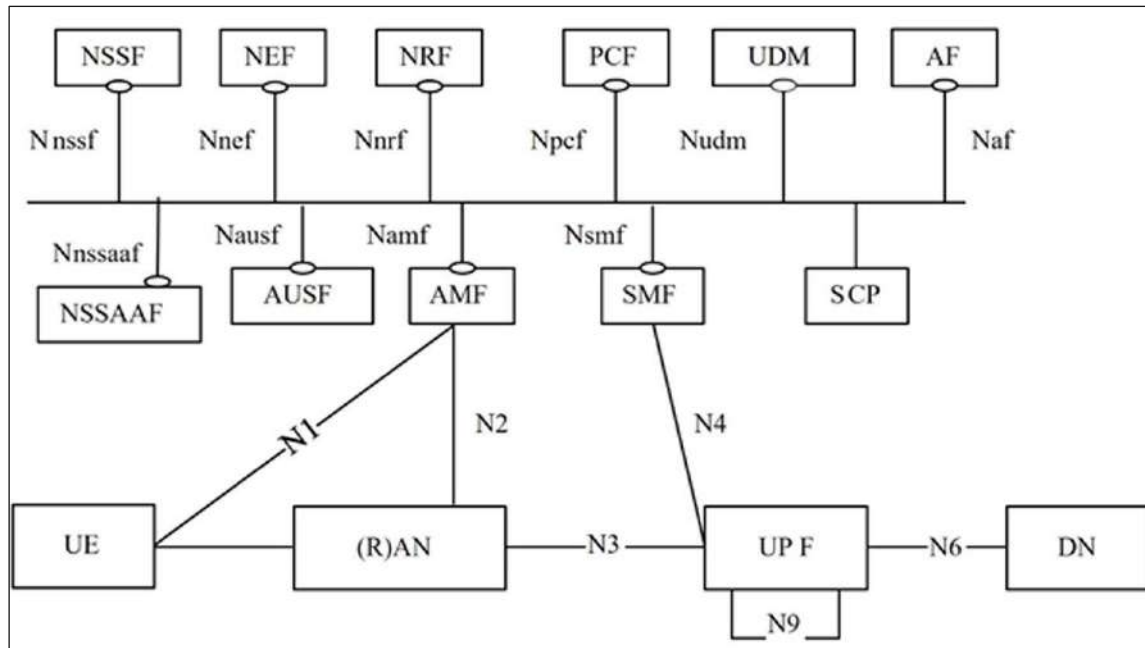 NSSF NEF NRF PCF UDM AF
Nnssf Nnef Nnrf Npcf Nudm Naf
Nnssaaf Nausf Namf Nsmf
NSSAAF AUSF AMF SMF SCP
N1 N2 N4
UE (R)AN N3 UP F N6 DN
N9